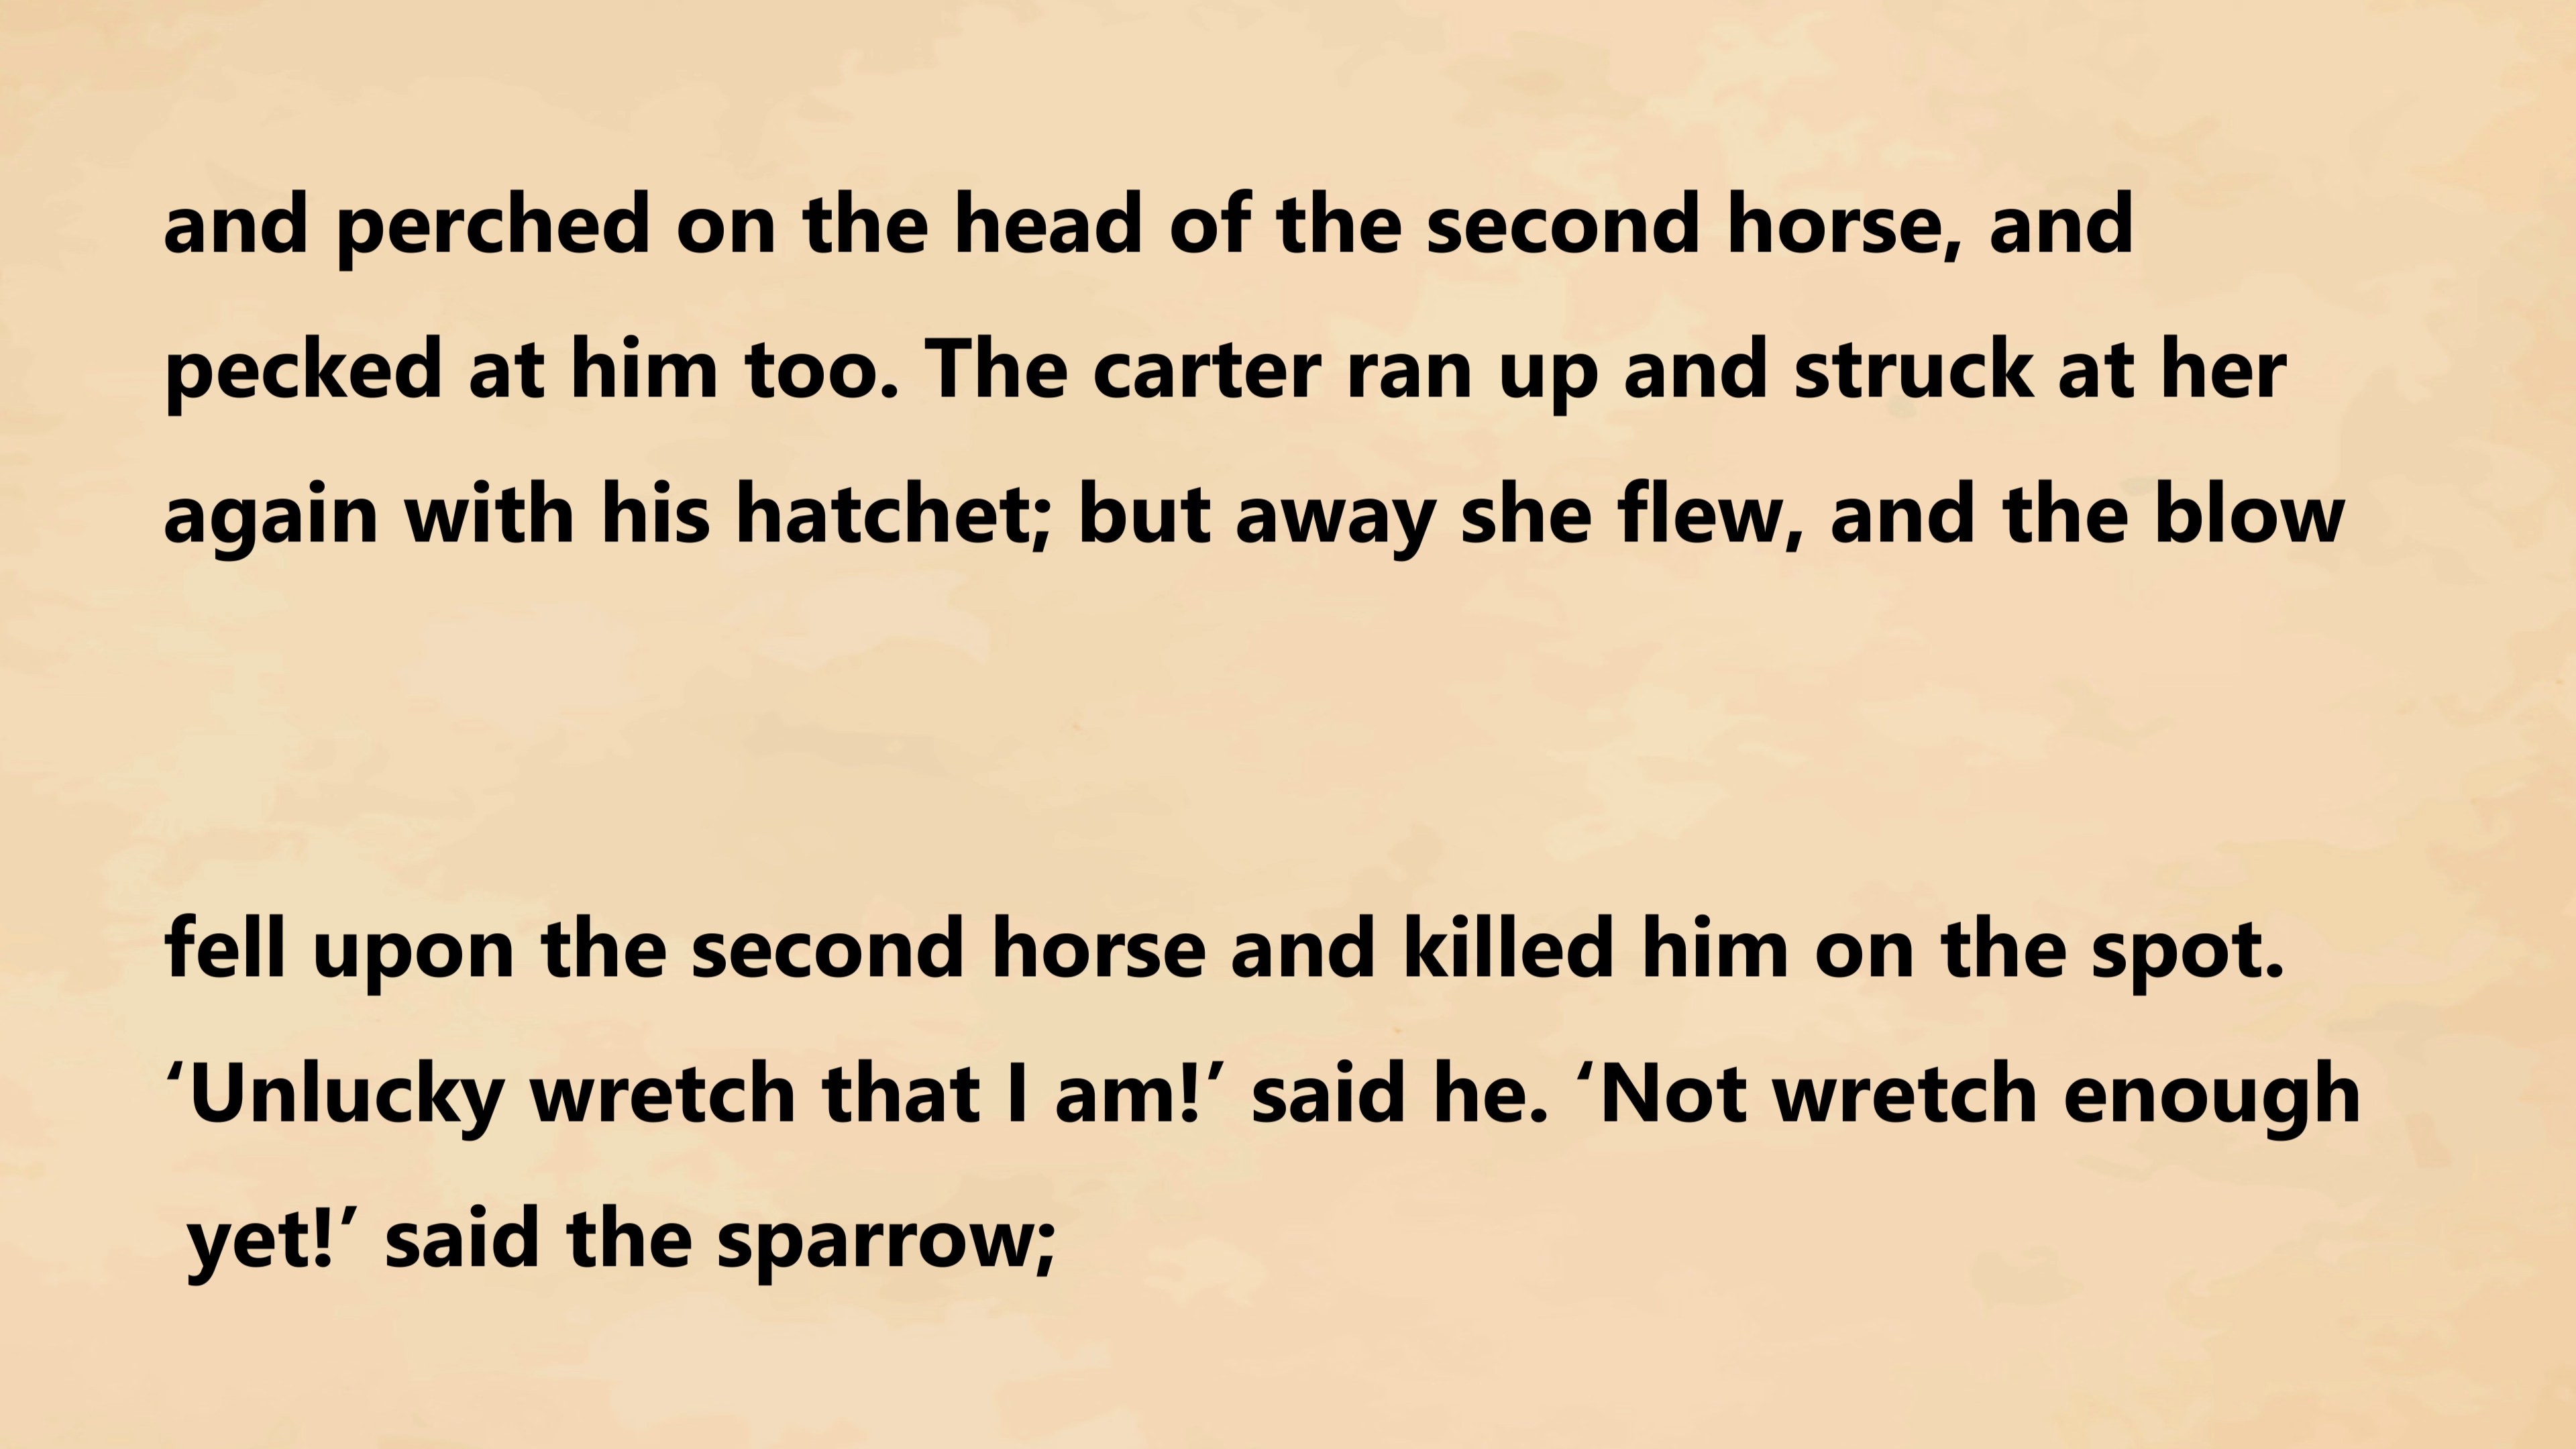 and perched on the head of the second horse, and
pecked at him too. The carter ran up and struck at her
again with his hatchet; but away she flew, and the blow
fell upon the second horse and killed him on the spot.
‘Unlucky wretch that I am!’ said he. ‘Not wretch enough
yet!’ said the sparrow;